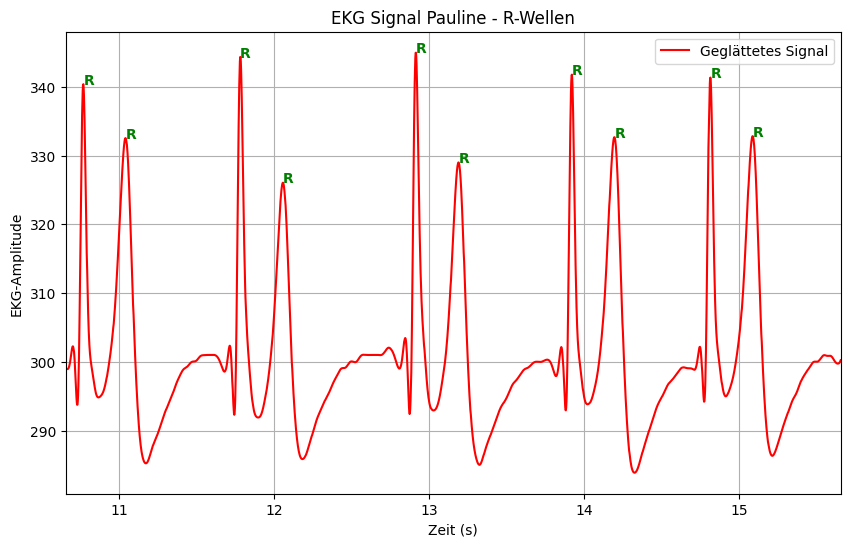 EKG Signal Pauline - R-Wellen
Geglättetes Signal
R
R
R
R
R
R
R
R
R
R
340
330
320
310
300
290
EKG-Amplitude
11
12
13
14
15
Zeit (s)